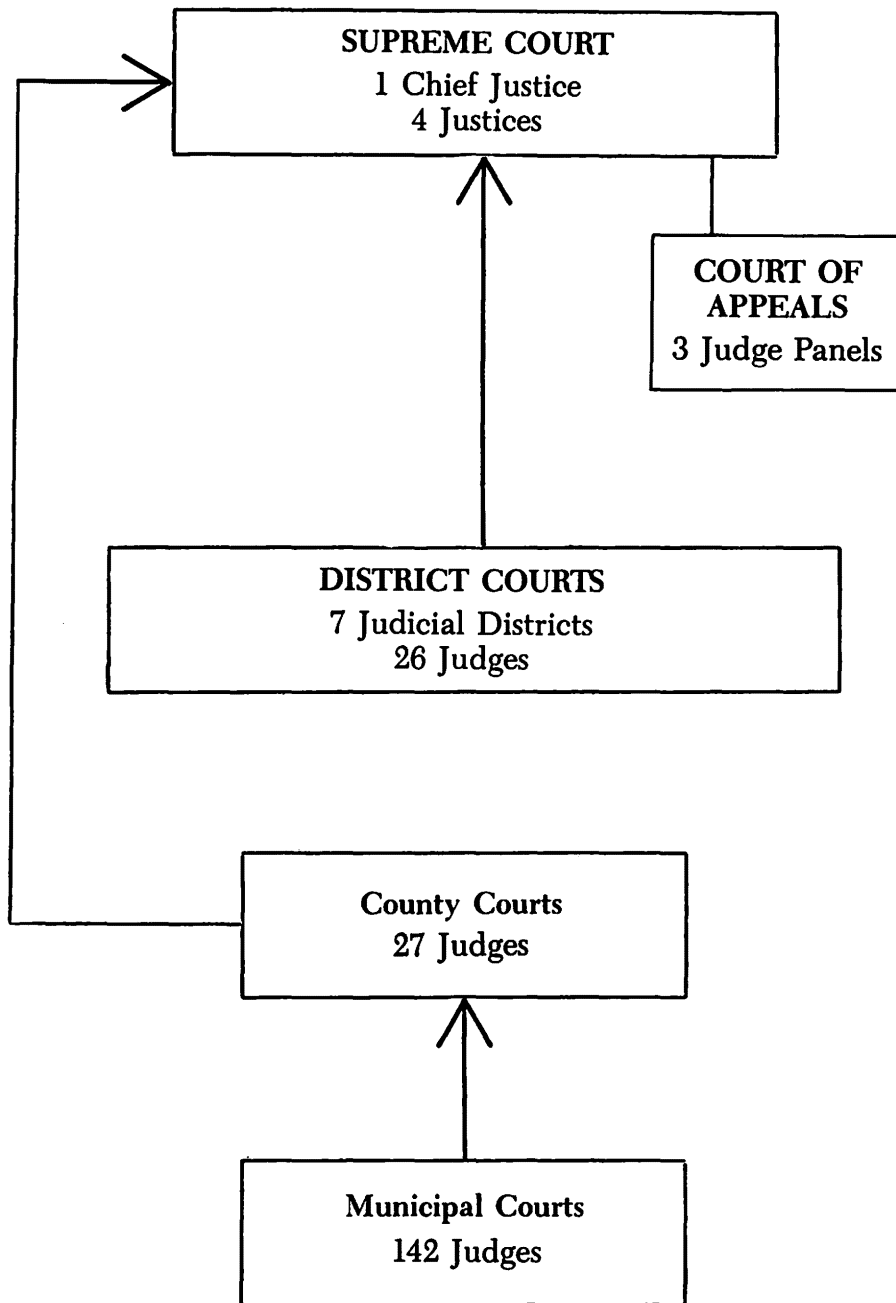 SUPREME COURT
1 Chief Justice
4 Justices
COURT OF
APPEALS
3 Judge Panels
DISTRICT COURTS
7 Judicial Districts
26 Judges
County Courts
27 Judges
Municipal Courts
142 Judges